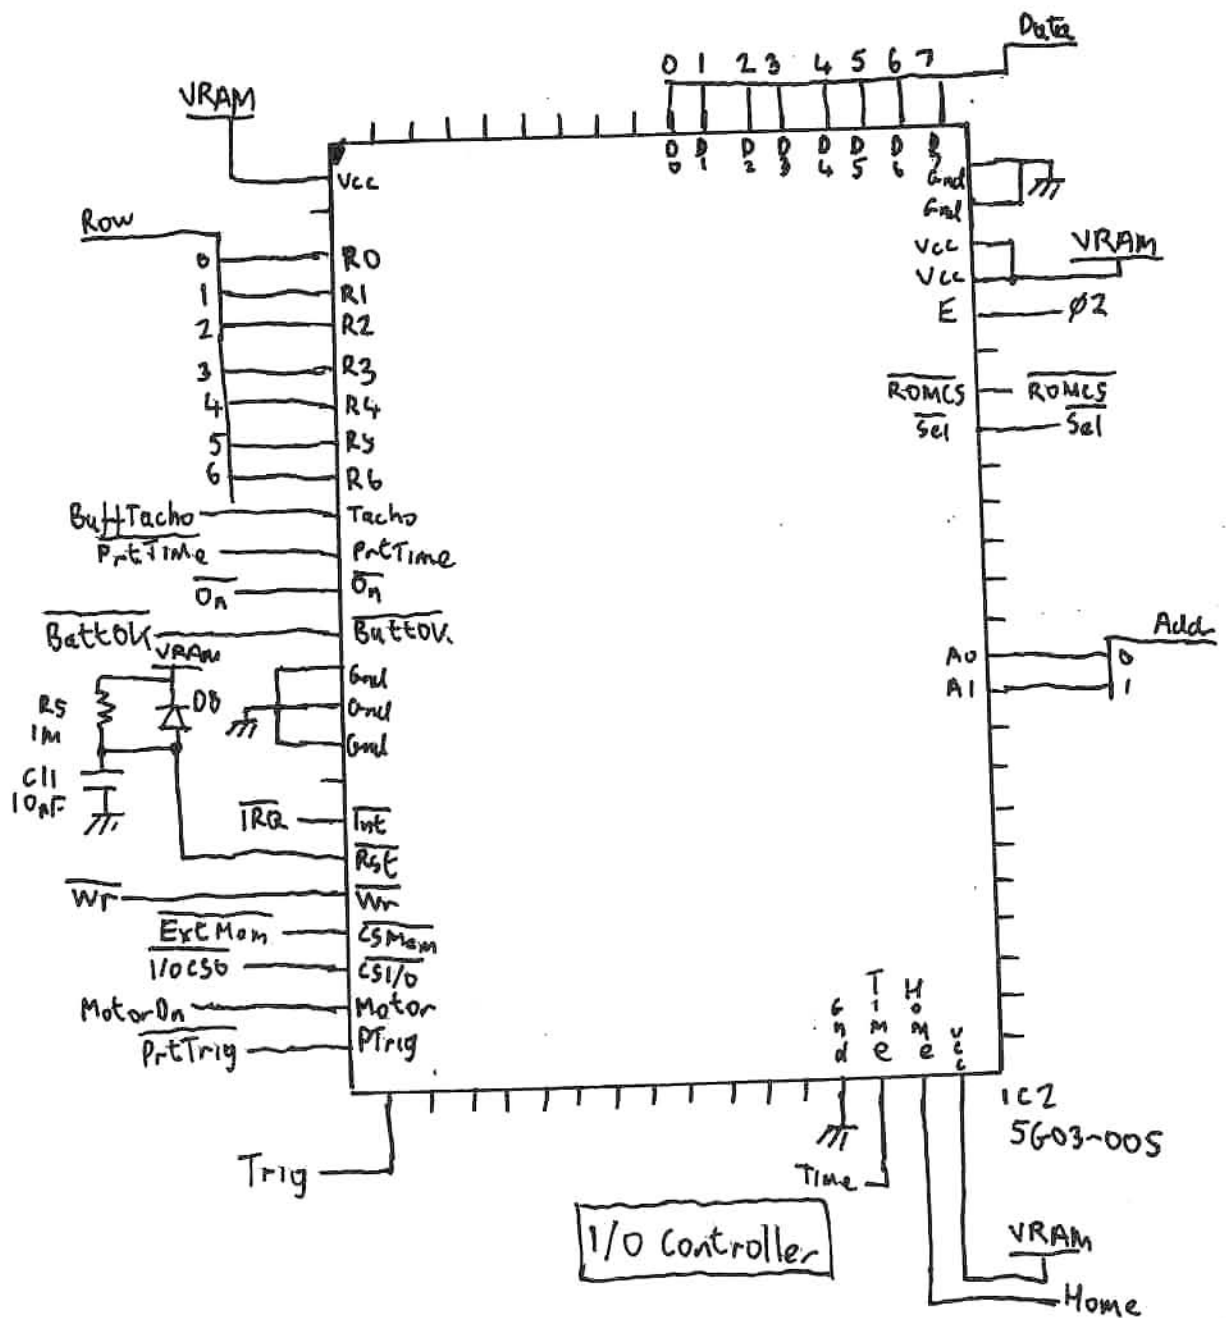 Data
0 1 2 3 4 5 6 7
VRAM
D0 D1 D2 D3 D4 D5 D6 D7
Vcc
Gnd
Gnd
Row
Vcc
VRAM
Vcc
0 R0
E Ø2
1 R1
2 R2
3 R3
4 R4
ROMCS ROMCS
Sel Sel
5 R5
6 R6
BuffTacho Tacho
PrtTime PrtTime
On On
BattOK BattOK
Add
A0 0
A1 1
VRAM
Gnd
R5
1M
D8
Gnd
Gnd
C11
10nF
IRQ Int
Rst
Wr Wr
ExtMem CSMem
I/OCS0 CSI/O
MotorOn Motor
PrtTrig PTrig
Gnd Time Home Vcc
IC2
5G03-005
Trig
Time
I/O Controller
VRAM
Home